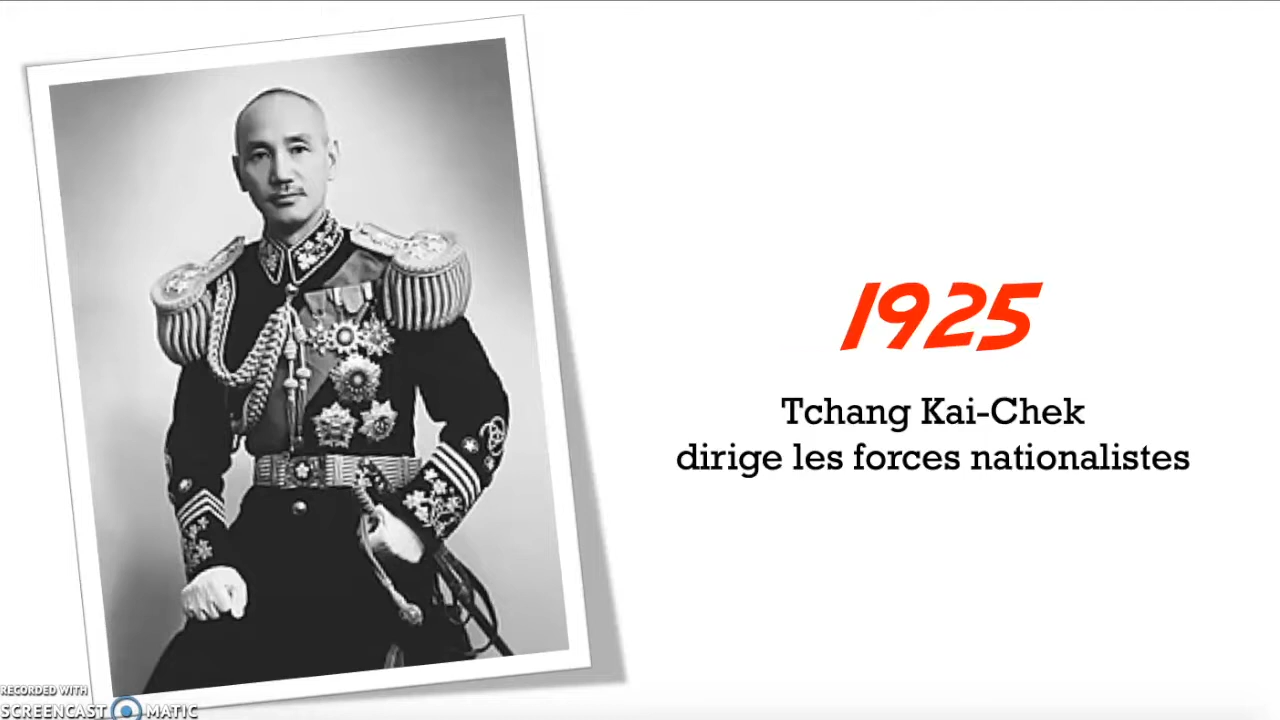 1925
Tchang Kai-Chek
dirige les forces nationalistes
RECORDED WITH
SCREENCAST MATIC